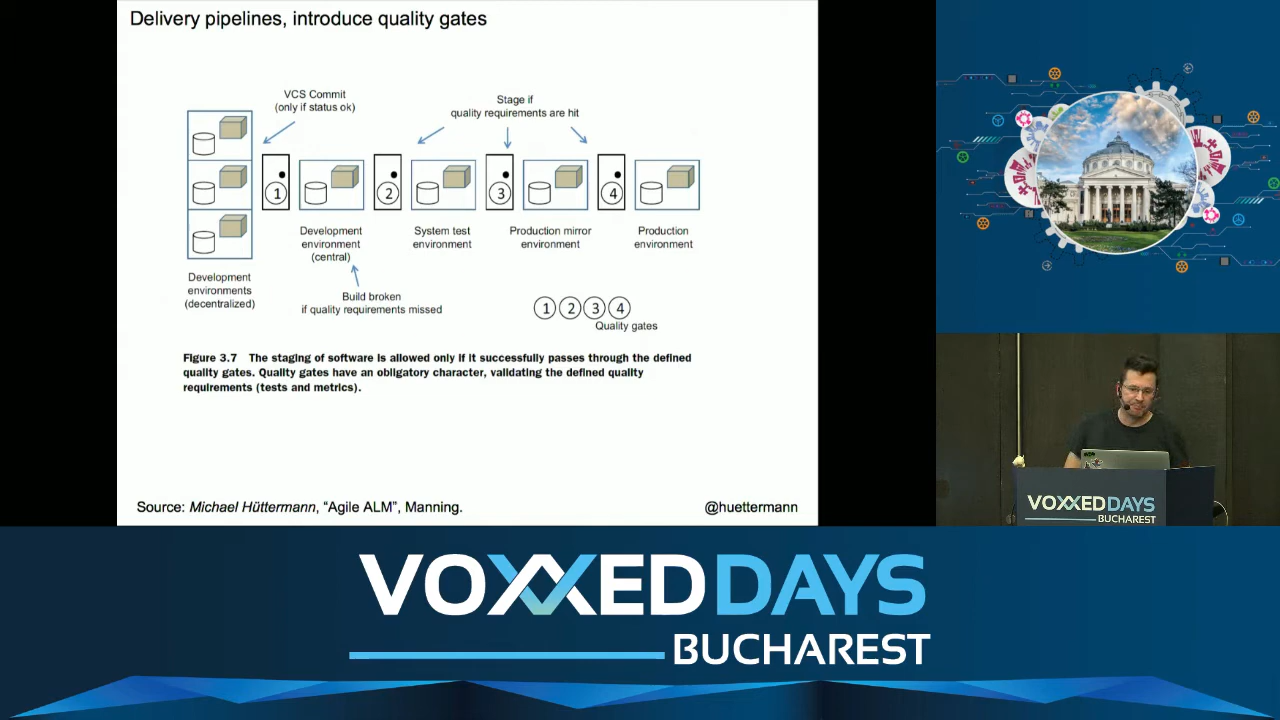 Delivery pipelines, introduce quality gates
VCS Commit
(only if status ok)
Stage if
quality requirements are hit
1
2
3
4
Development
environment
(central)
System test
environment
Production mirror
environment
Production
environment
Development
environments
(decentralized)
Build broken
if quality requirements missed
1 2 3 4
Quality gates
Figure 3.7 The staging of software is allowed only if it successfully passes through the defined
quality gates. Quality gates have an obligatory character, validating the defined quality
requirements (tests and metrics).
Source: Michael Hüttermann, “Agile ALM”, Manning.
@huettermann
VOXXED DAYS
BUCHAREST
VOXXED DAYS
BUCHAREST